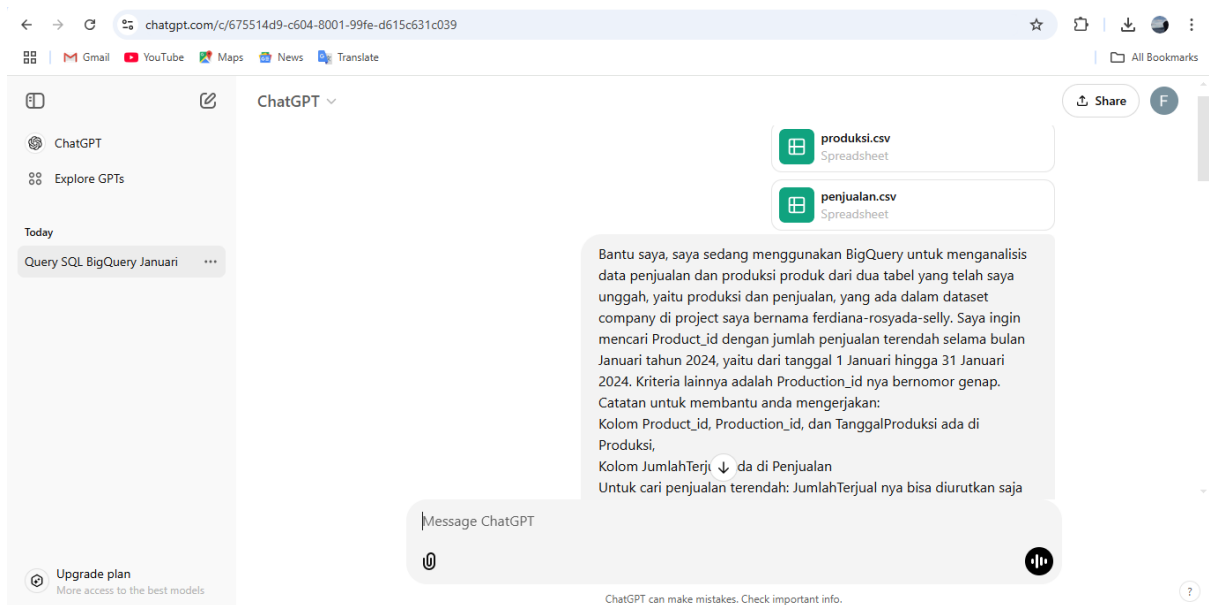 chatgpt.com/c/675514d9-c604-8001-99fe-d615c631c039
Gmail
YouTube
Maps
News
Translate
All Bookmarks
ChatGPT
Share
F
ChatGPT
Explore GPTs
Today
Query SQL BigQuery Januari
produksi.csv
Spreadsheet
penjualan.csv
Spreadsheet
Bantu saya, saya sedang menggunakan BigQuery untuk menganalisis
data penjualan dan produksi produk dari dua tabel yang telah saya
unggah, yaitu produksi dan penjualan, yang ada dalam dataset
company di project saya bernama ferdiana-rosyada-selly. Saya ingin
mencari Product_id dengan jumlah penjualan terendah selama bulan
Januari tahun 2024, yaitu dari tanggal 1 Januari hingga 31 Januari
2024. Kriteria lainnya adalah Production_id nya bernomor genap.
Catatan untuk membantu anda mengerjakan:
Kolom Product_id, Production_id, dan TanggalProduksi ada di
Produksi,
Kolom di Penjualan
Untuk cari penjualan terendah: JumlahTerjual nya bisa diurutkan saja
Message ChatGPT
Upgrade plan
More access to the best models
ChatGPT can make mistakes. Check important info.
?